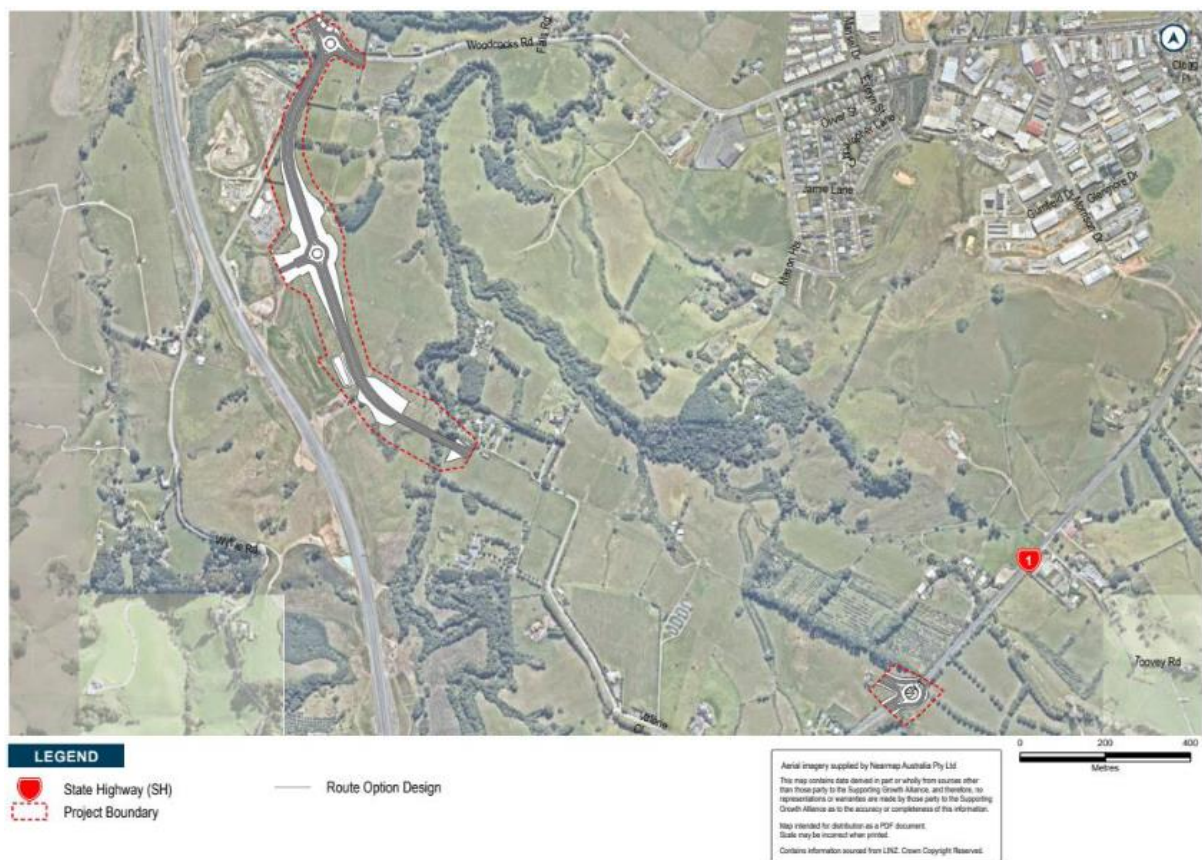 Woodcocks Rd
Falls Rd
Mason Hts
Jamie Lane
Oliver St
Glenmore Dr
Morrison Dr
Wyllie Rd
1
Toovey Rd
LEGEND
State Highway (SH)
Project Boundary
Route Option Design
Aerial imagery supplied by Nearmap Australia Pty Ltd
This map contains data derived in part or wholly from sources other
than those party to the Supporting Growth Alliance, and therefore, no
representations or warranties are made by those party to the Supporting
Growth Alliance as to the accuracy or completeness of this information.
Map intended for distribution as a PDF document.
Scale may be incorrect when printed.
Contains information sourced from LINZ. Crown Copyright Reserved.
0 200 400
Metres